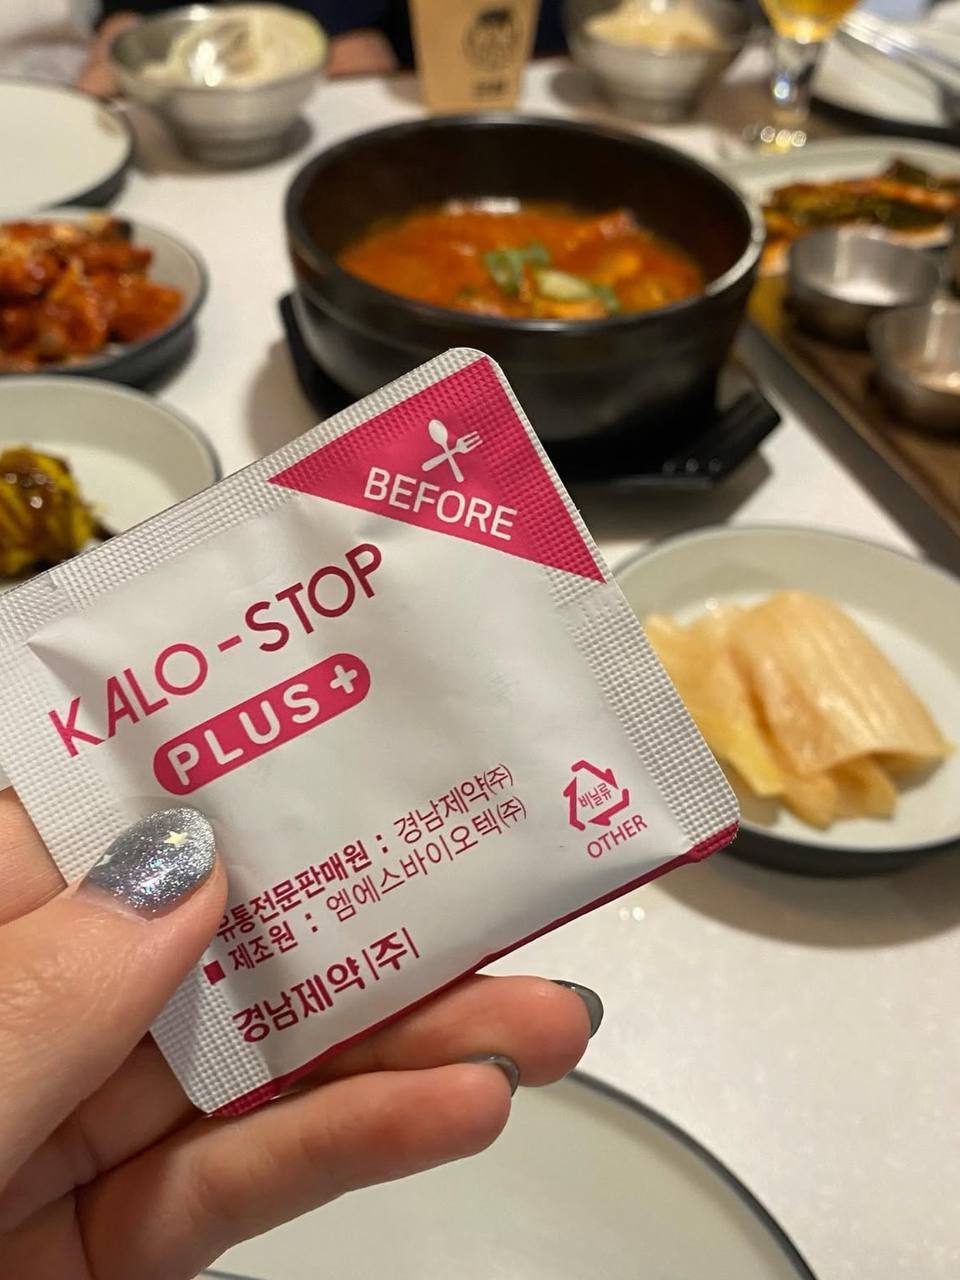 BEFORE
KALO-STOP
PLUS+
유통전문판매원 : 경남제약(주)
■ 제조원 : 엠에스바이오텍(주)
경남제약|주|
비닐류
OTHER